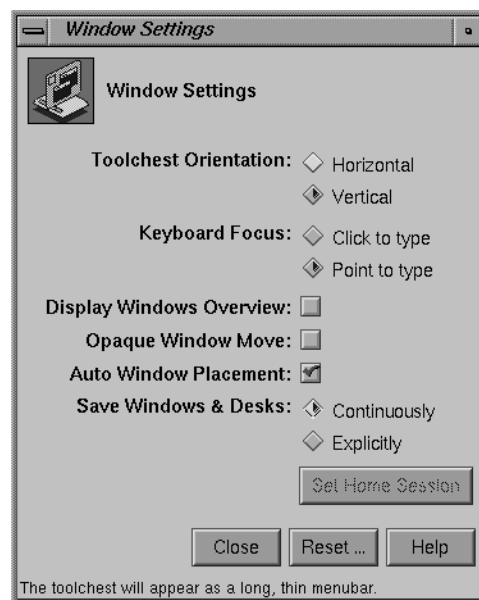 Window Settings
Window Settings
Toolchest Orientation: Horizontal
Vertical
Keyboard Focus: Click to type
Point to type
Display Windows Overview:
Opaque Window Move:
Auto Window Placement:
Save Windows & Desks: Continuously
Explicitly
Set Home Session
Close Reset ... Help
The toolchest will appear as a long, thin menubar.